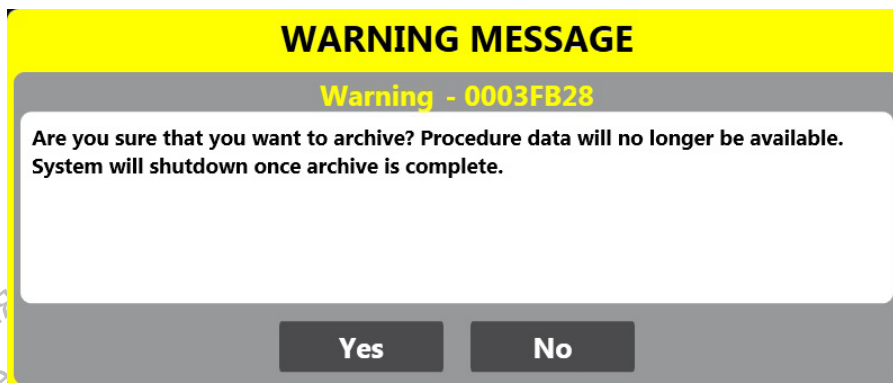 WARNING MESSAGE
Warning - 0003FB28
Are you sure that you want to archive? Procedure data will no longer be available.
System will shutdown once archive is complete.
Yes No